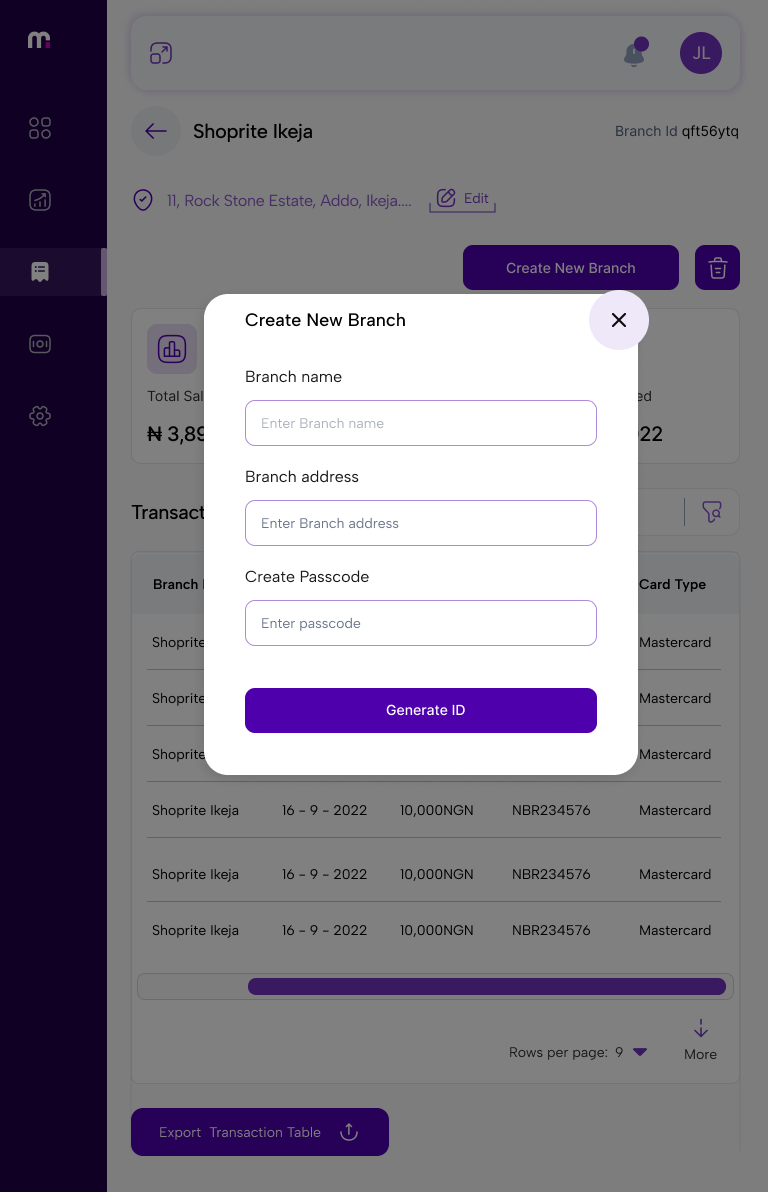 m
JL
Shoprite Ikeja
Branch Id qft56ytq
11, Rock Stone Estate, Addo, Ikeja....
Edit
Create New Branch
Create New Branch
Branch name
Enter Branch name
Total Sal
ed
₦ 3,89
22
Branch address
Enter Branch address
Transact
Create Passcode
Enter passcode
Branch
Card Type
Shoprite
Mastercard
Shoprite
Mastercard
Generate ID
Shoprite
Mastercard
Shoprite Ikeja 16 - 9 - 2022 10,000NGN NBR234576 Mastercard
Shoprite Ikeja 16 - 9 - 2022 10,000NGN NBR234576 Mastercard
Shoprite Ikeja 16 - 9 - 2022 10,000NGN NBR234576 Mastercard
Rows per page: 9
More
Export Transaction Table